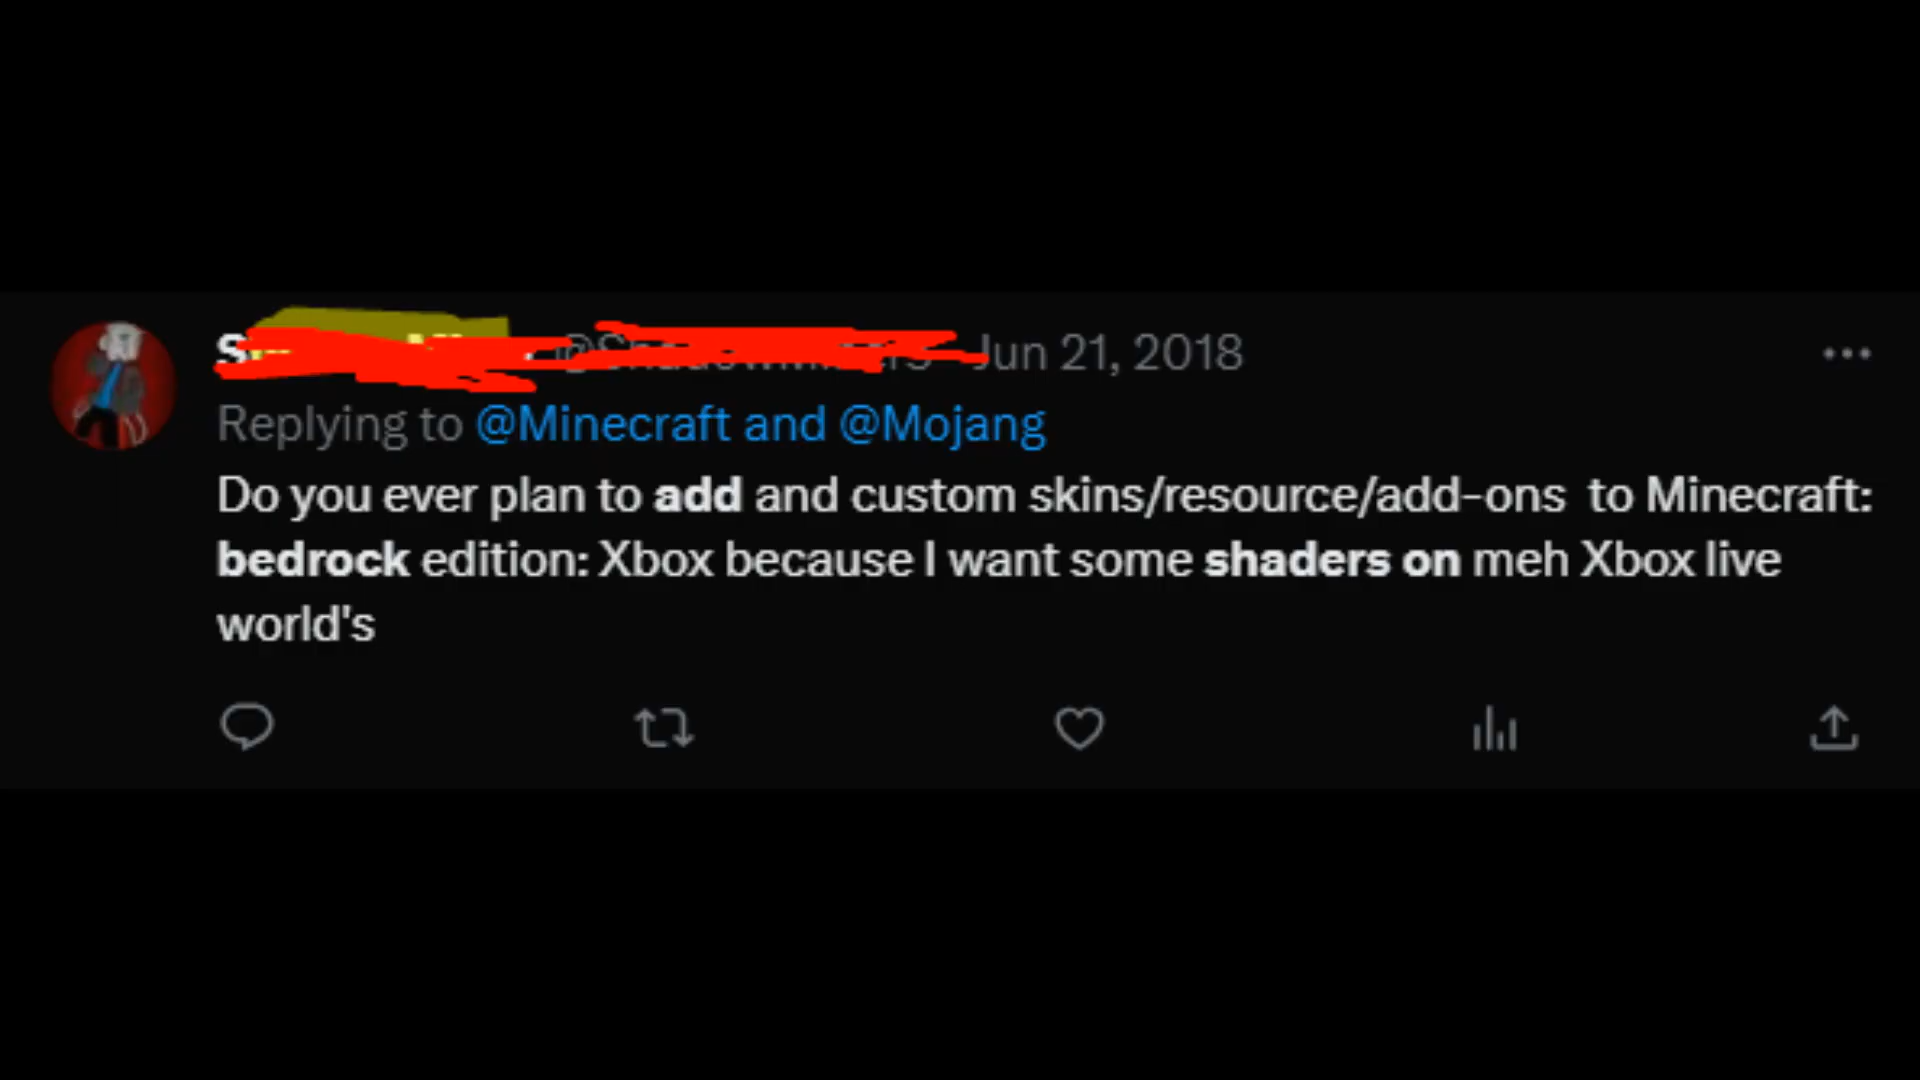 Jun 21, 2018
Replying to @Minecraft and @Mojang
Do you ever plan to add and custom skins/resource/add-ons to Minecraft:
bedrock edition: Xbox because I want some shaders on meh Xbox live
world's